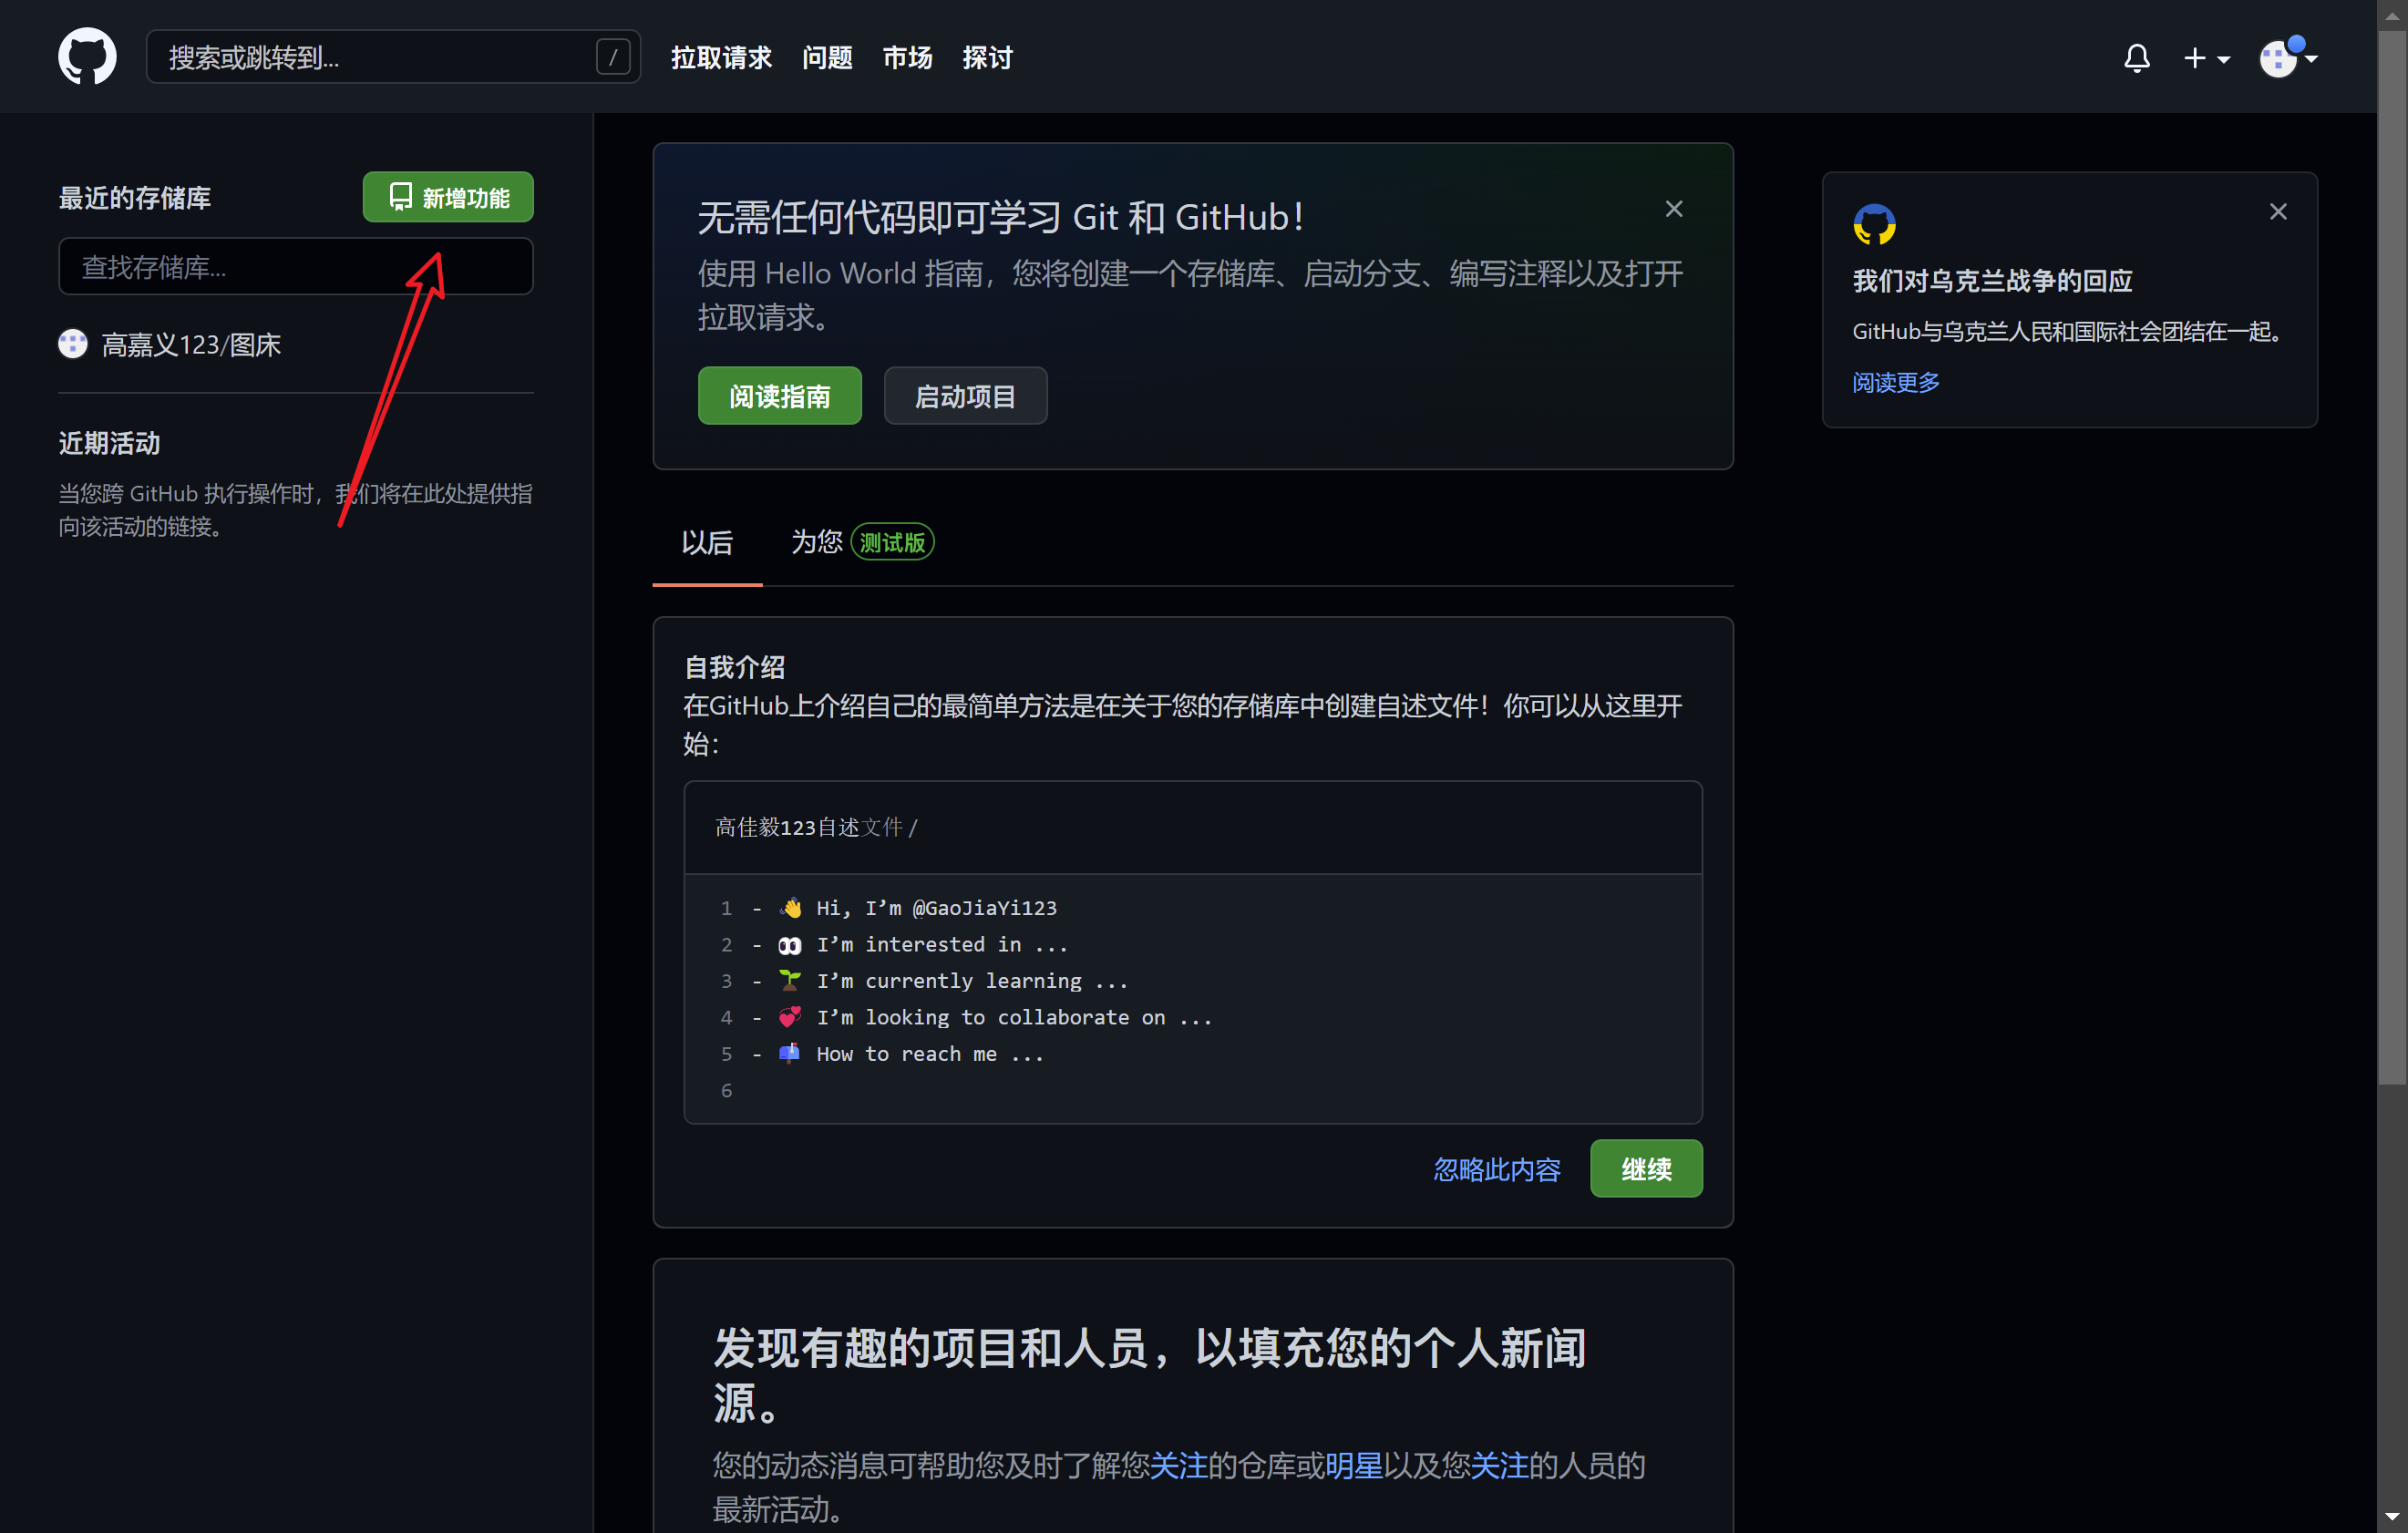 搜索或跳转到...
/
拉取请求 问题 市场 探讨
最近的存储库
新增功能
查找存储库...
高嘉义123/图床
近期活动
当您跨 GitHub 执行操作时，我们将在此处提供指
向该活动的链接。
无需任何代码即可学习 Git 和 GitHub！
使用 Hello World 指南，您将创建一个存储库、启动分支、编写注释以及打开
拉取请求。
阅读指南 启动项目
以后 为您 测试版
自我介绍
在GitHub上介绍自己的最简单方法是在关于您的存储库中创建自述文件！你可以从这里开
始：
高佳毅123自述文件 /
1 - 👋 Hi, I’m @GaoJiaYi123
2 - 👀 I’m interested in ...
3 - 🌱 I’m currently learning ...
4 - 💞️ I’m looking to collaborate on ...
5 - 📫 How to reach me ...
6
忽略此内容 继续
发现有趣的项目和人员，以填充您的个人新闻
源。
您的动态消息可帮助您及时了解您关注的仓库或明星以及您关注的人员的
最新活动。
我们对乌克兰战争的回应
GitHub与乌克兰人民和国际社会团结在一起。
阅读更多